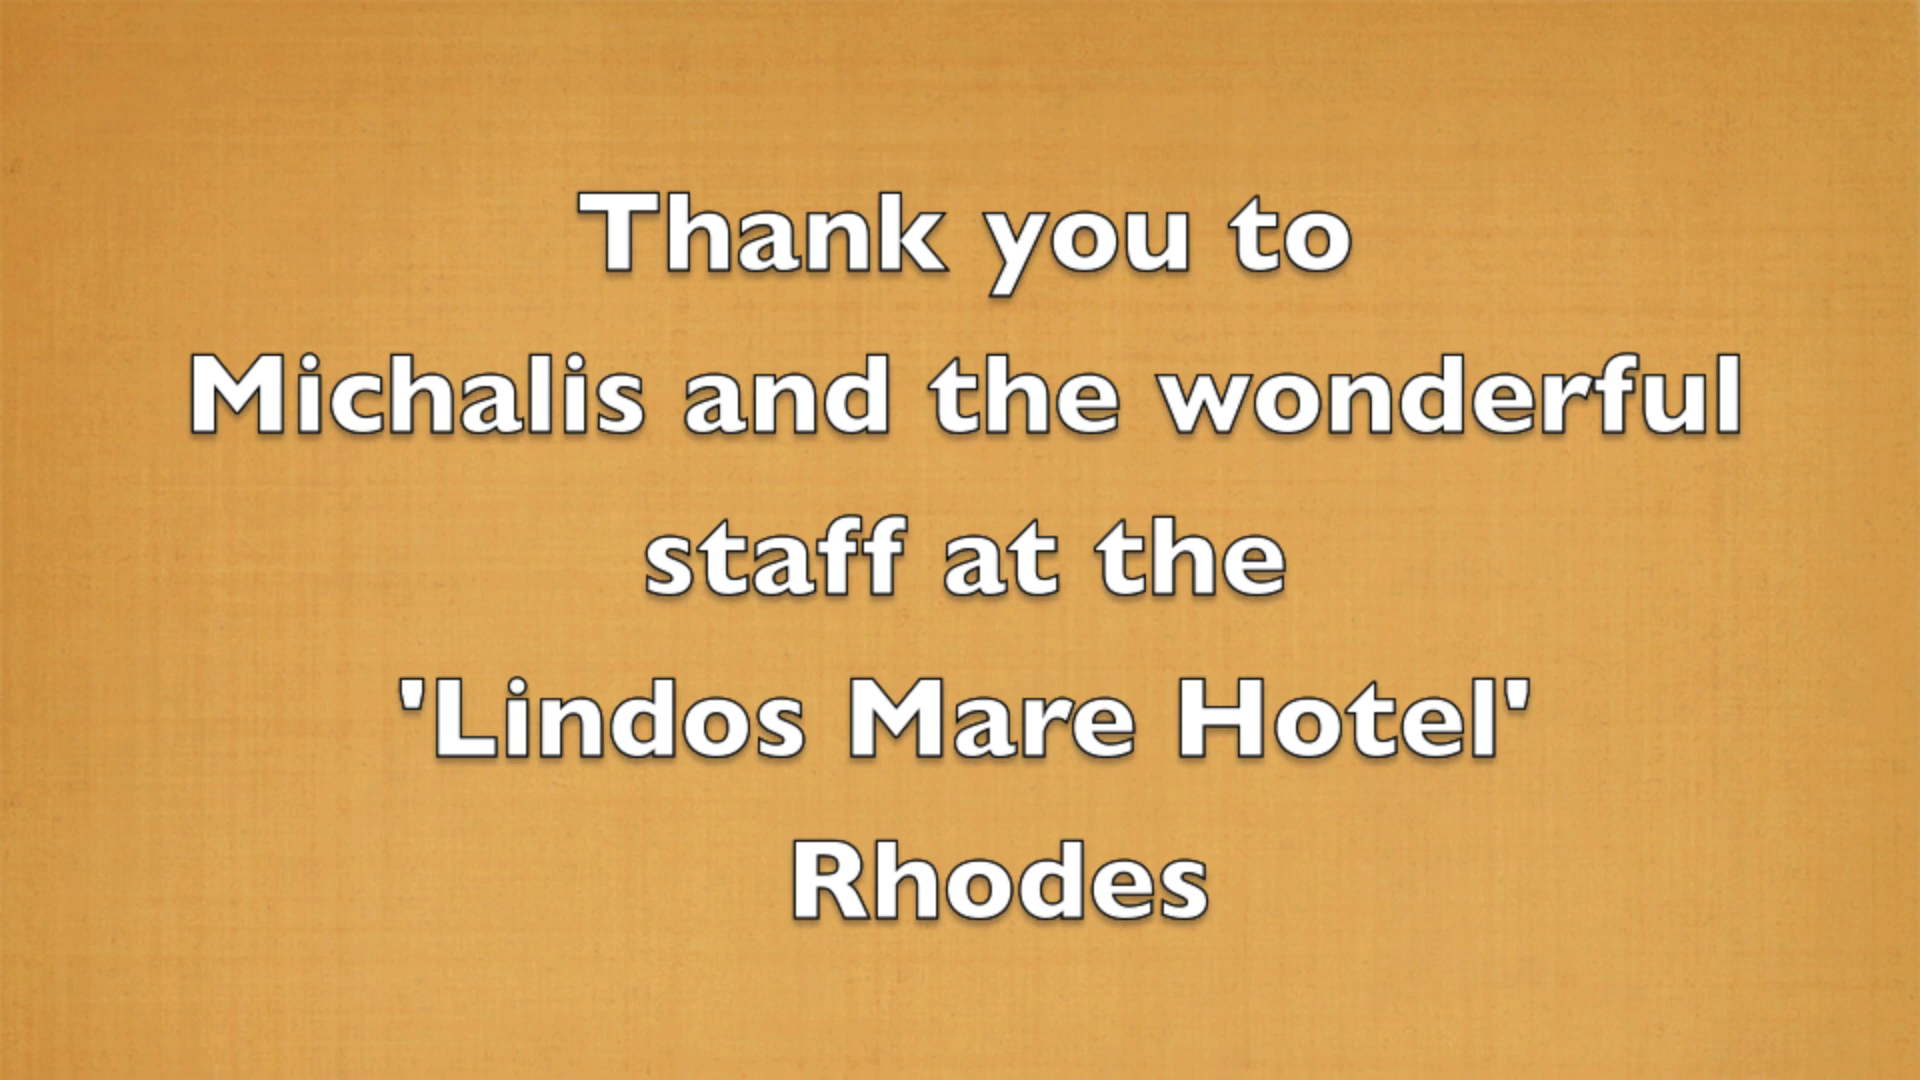 Thank you to
Michalis and the wonderful
staff at the
'Lindos Mare Hotel'
Rhodes